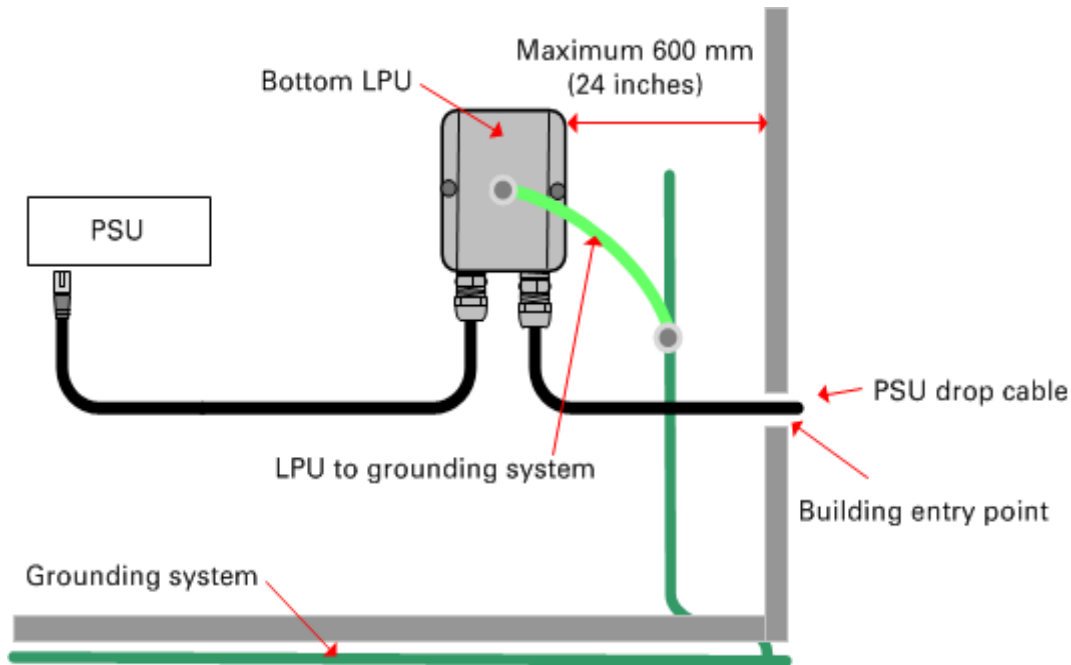 Maximum 600 mm
(24 inches)
Bottom LPU
PSU
PSU drop cable
LPU to grounding system
Building entry point
Grounding system